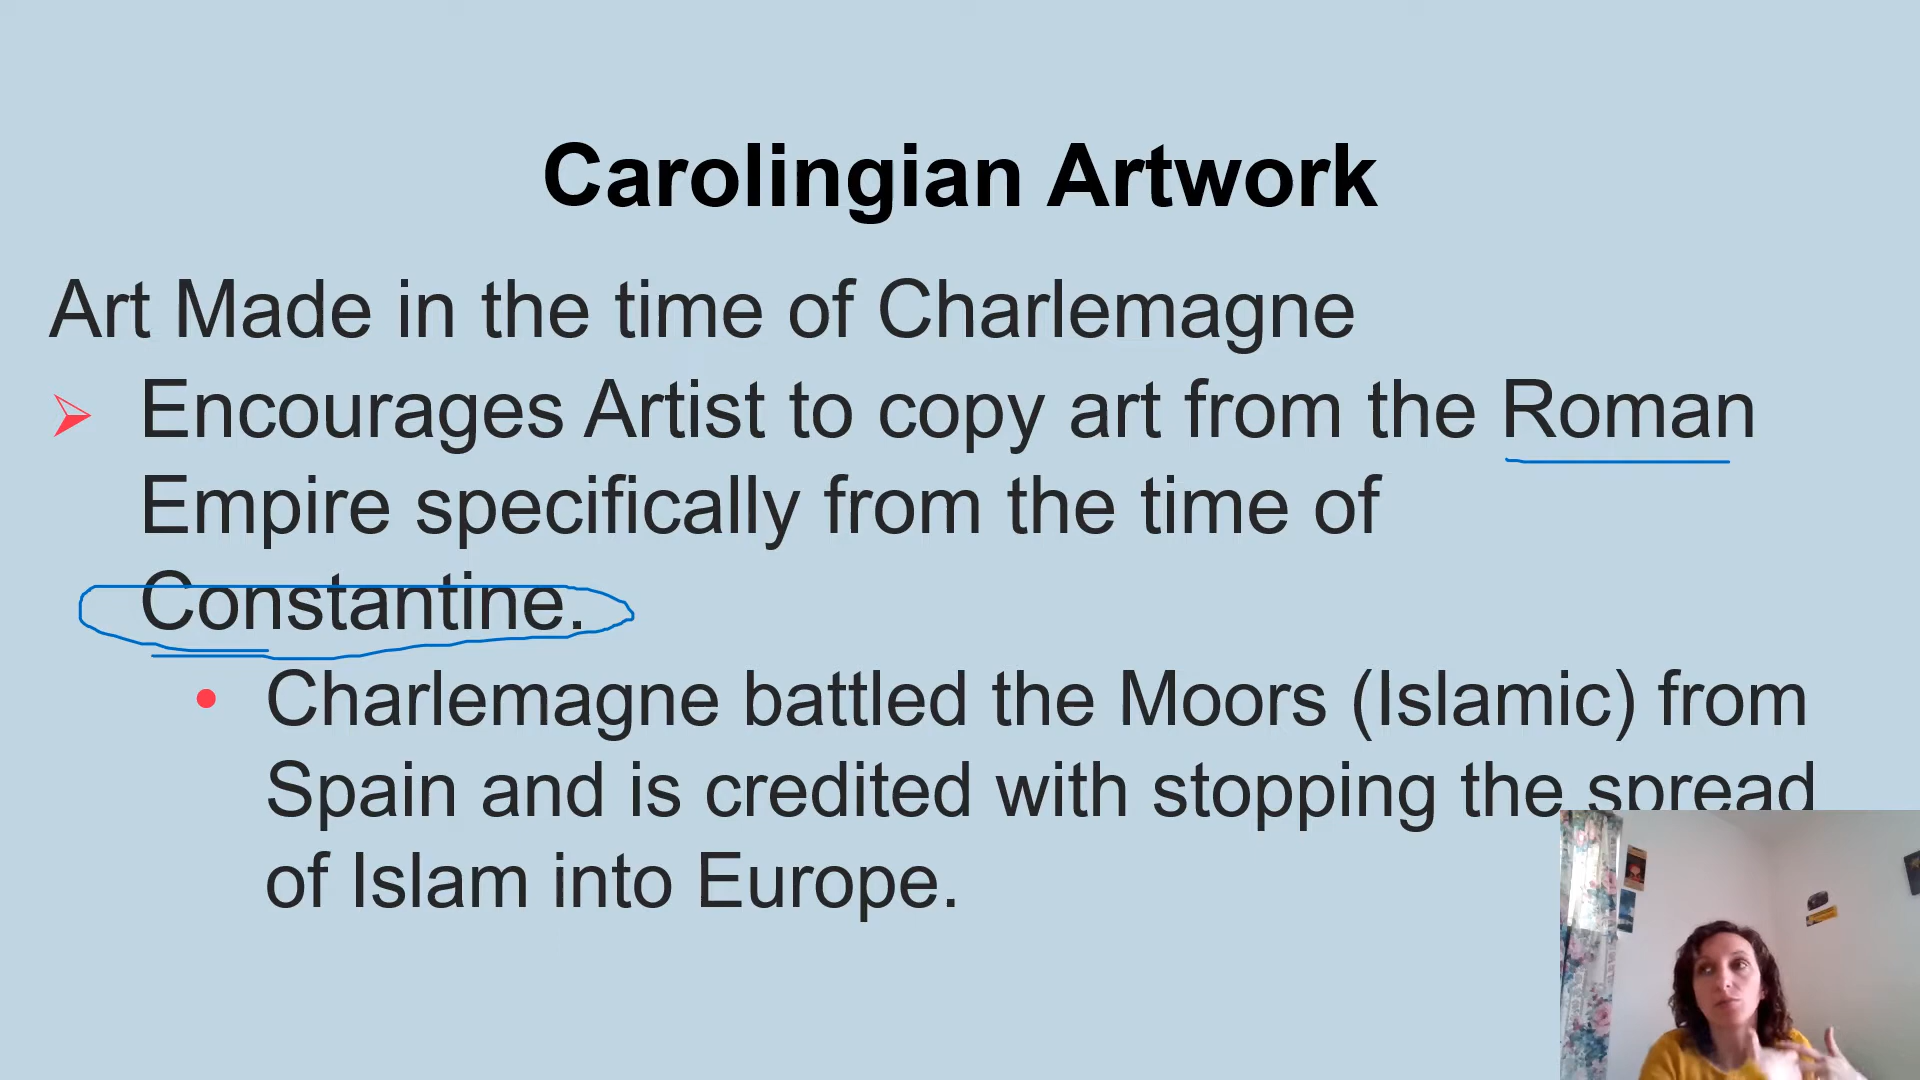 Carolingian Artwork
Art Made in the time of Charlemagne
Encourages Artist to copy art from the Roman
Empire specifically from the time of
Constantine.
Charlemagne battled the Moors (Islamic) from
Spain and is credited with stopping the spread
of Islam into Europe.